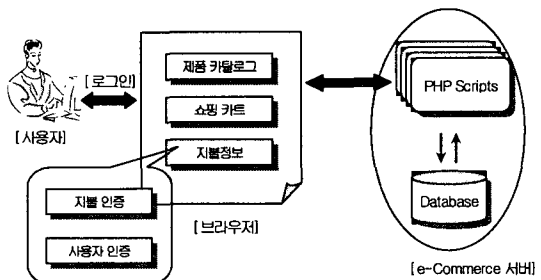 [로그인]
[사용자]
제품 카탈로그
쇼핑 카트
지불정보
지불 인증
사용자 인증
[브라우저]
PHP Scripts
Database
[e-Commerce 서버]